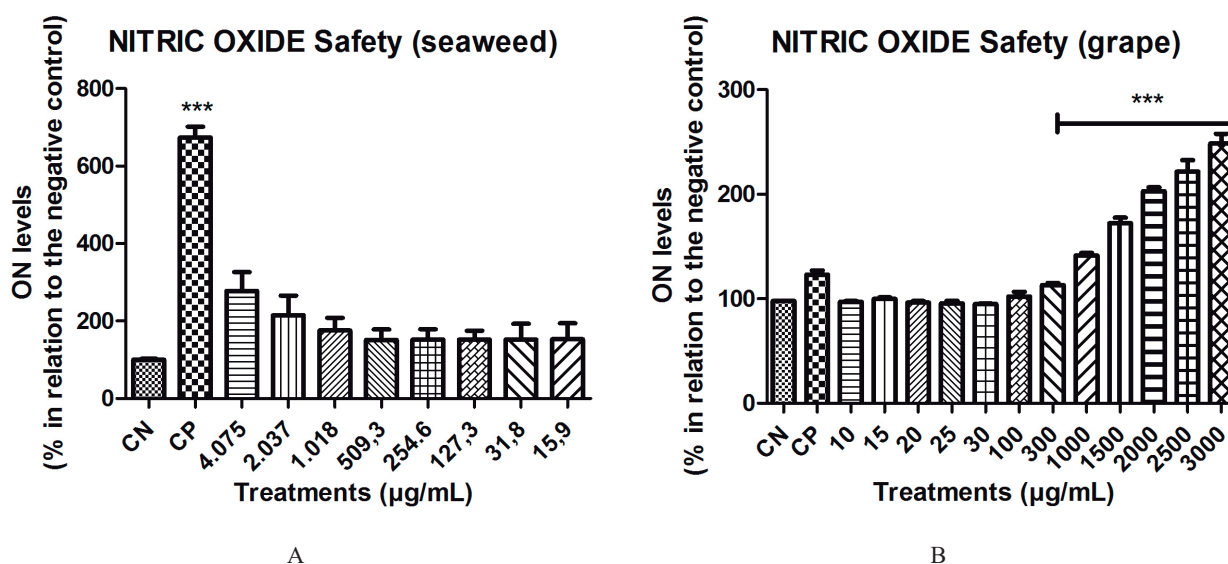 NITRIC OXIDE Safety (seaweed)
ON levels
(% in relation to the negative control)
800
600
400
200
0
***
CN CP 4.075 2.037 1.018 509,3 254.6 127,3 31,8 15,9
Treatments (µg/mL)
A
NITRIC OXIDE Safety (grape)
ON levels
(% in relation to the negative control)
300
200
100
0
***
CN CP 10 15 20 25 30 100 300 1000 1500 2000 2500 3000
Treatments (µg/mL)
B